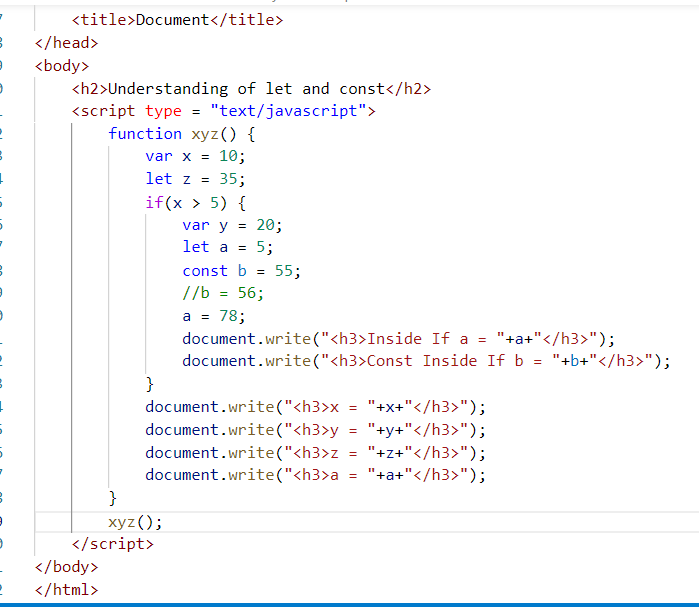 <title>Document</title>
</head>
<body>
<h2>Understanding of let and const</h2>
<script type = "text/javascript">
function xyz() {
var x = 10;
let z = 35;
if(x > 5) {
var y = 20;
let a = 5;
const b = 55;
//b = 56;
a = 78;
document.write("<h3>Inside If a = "+a+"</h3>");
document.write("<h3>Const Inside If b = "+b+"</h3>");
}
document.write("<h3>x = "+x+"</h3>");
document.write("<h3>y = "+y+"</h3>");
document.write("<h3>z = "+z+"</h3>");
document.write("<h3>a = "+a+"</h3>");
}
xyz();
</script>
</body>
</html>